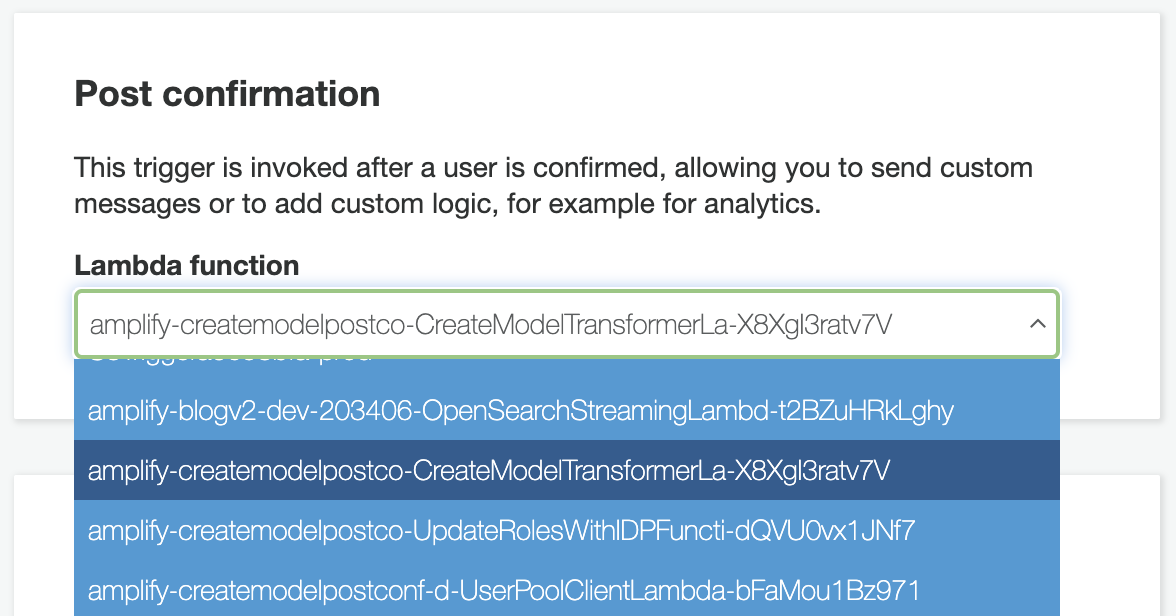 Post confirmation
This trigger is invoked after a user is confirmed, allowing you to send custom
messages or to add custom logic, for example for analytics.
Lambda function
amplify-createmodelpostco-CreateModelTransformerLa-X8Xgl3ratv7V
amplify-blogv2-dev-203406-OpenSearchStreamingLambd-t2BZuHRkLghy
amplify-createmodelpostco-CreateModelTransformerLa-X8Xgl3ratv7V
amplify-createmodelpostco-UpdateRolesWithIDPFuncti-dQVU0vx1JNf7
amplify-createmodelpostconf-d-UserPoolClientLambda-bFaMou1Bz971